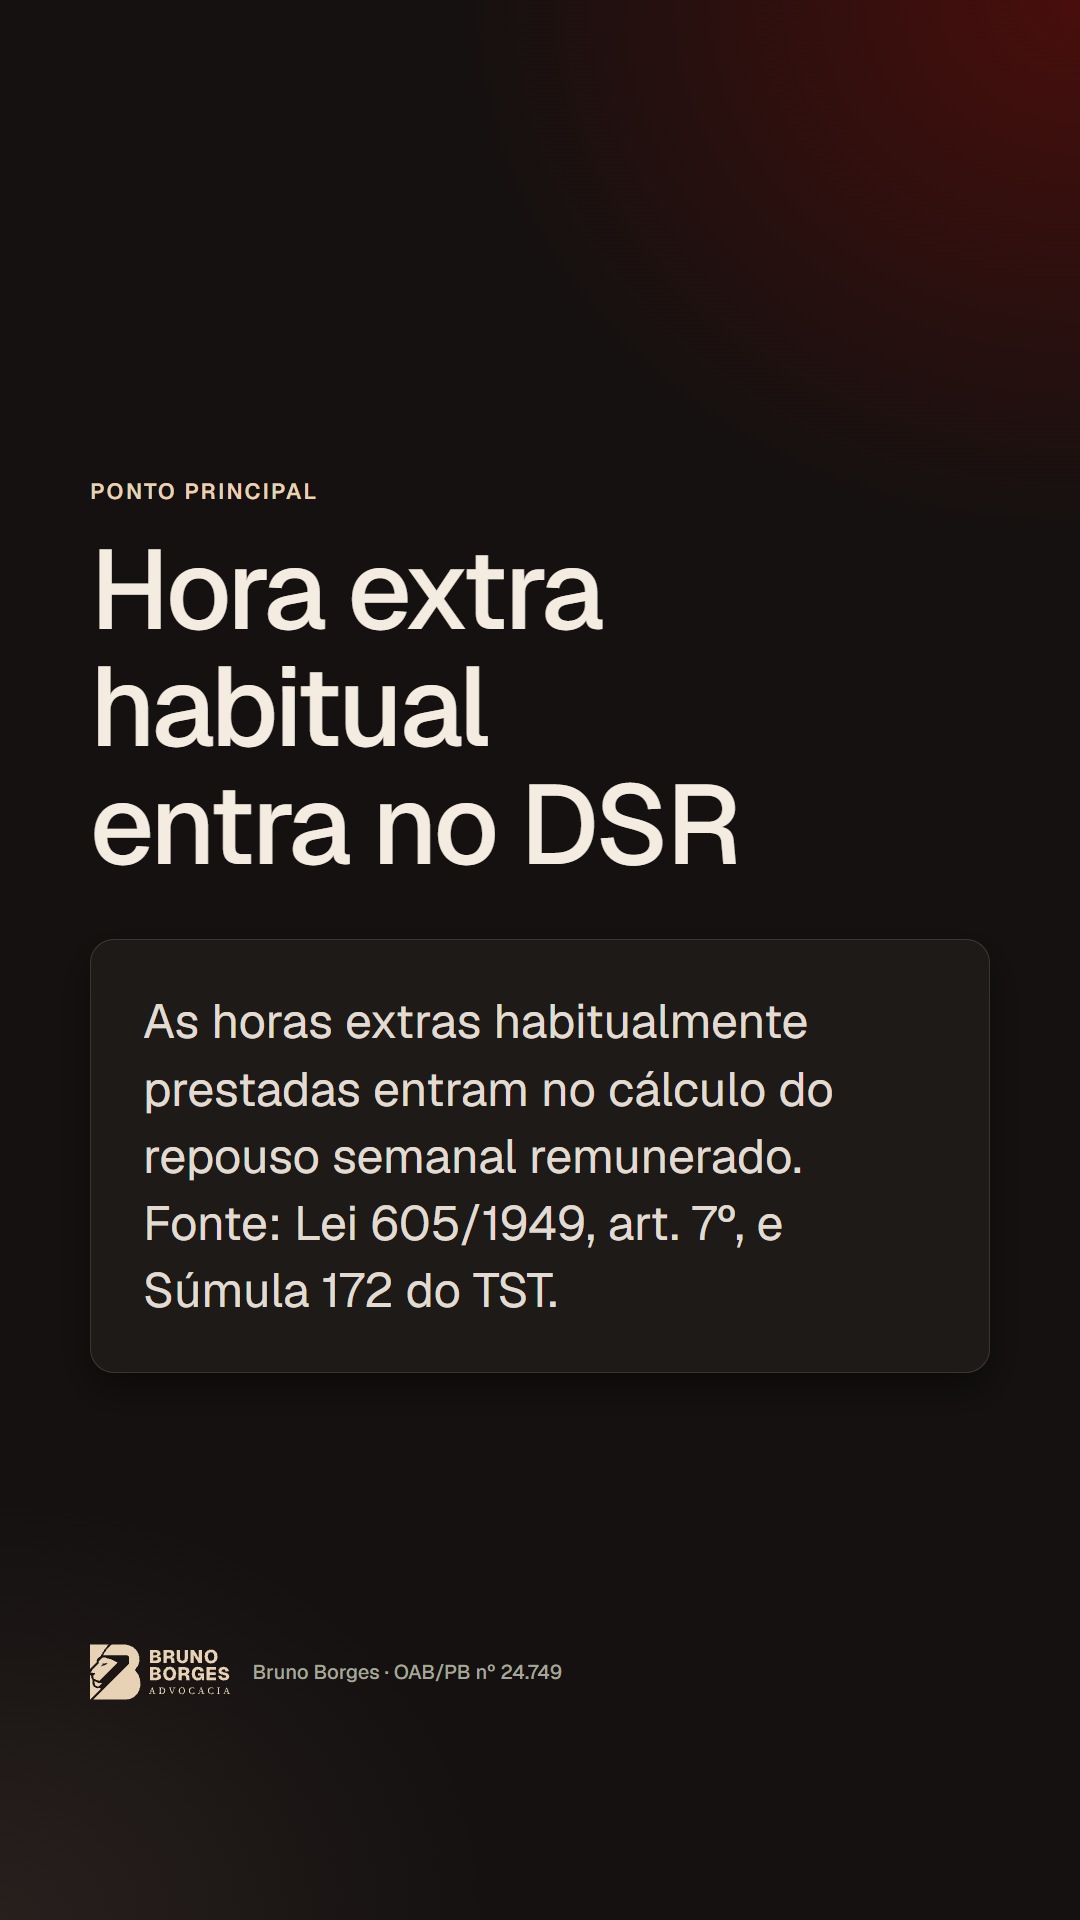 PONTO PRINCIPAL
Hora extra
habitual
entra no DSR
As horas extras habitualmente
prestadas entram no cálculo do
repouso semanal remunerado.
Fonte: Lei 605/1949, art. 7º, e
Súmula 172 do TST.
BRUNO
BORGES
ADVOCACIA
Bruno Borges · OAB/PB nº 24.749